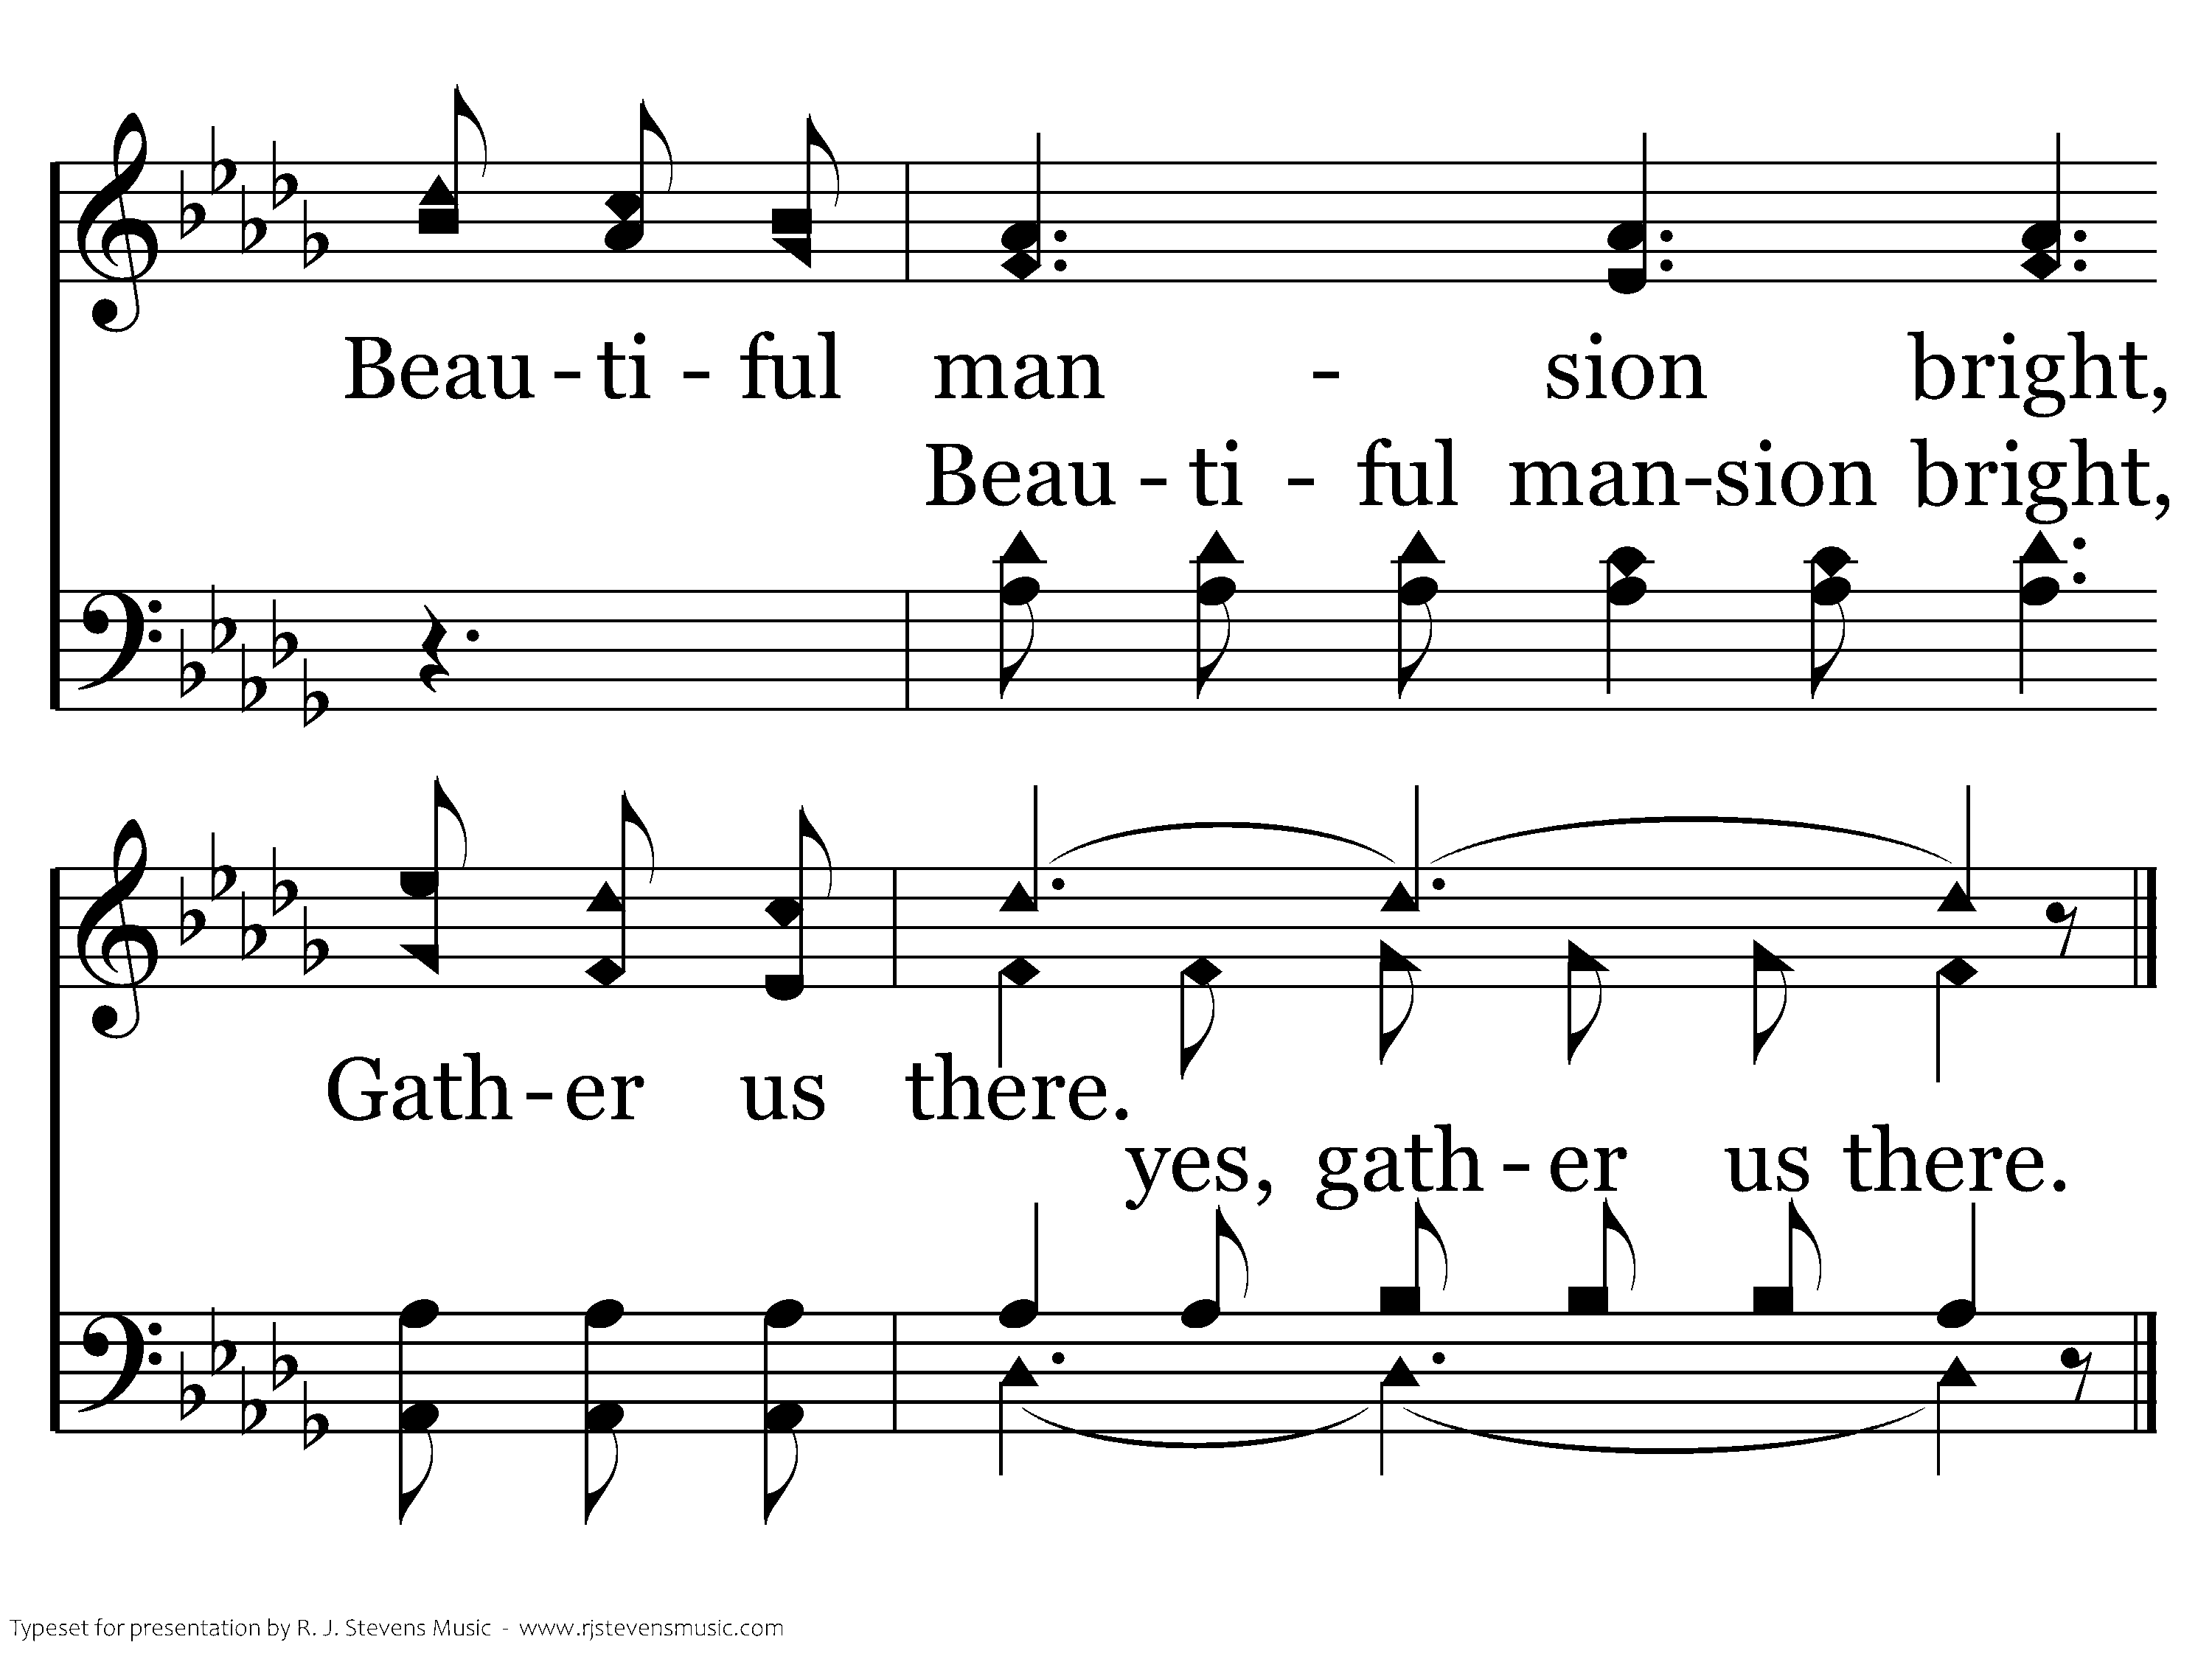 Beau - ti - ful man - sion bright,
Beau - ti - ful man-sion bright,
Gath - er us there.
yes, gath - er us there.
Typeset for presentation by R. J. Stevens Music - www.rjstevensmusic.com